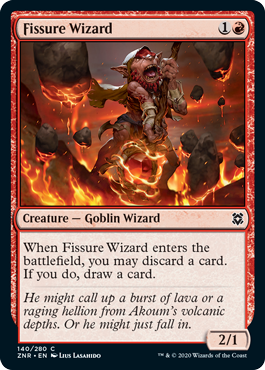 Fissure Wizard 1
Creature — Goblin Wizard
When Fissure Wizard enters the
battlefield, you may discard a card.
If you do, draw a card.
He might call up a burst of lava or a
raging hellion from Akoum's volcanic
depths. Or he might just fall in.
2/1
140/280 C
ZNR • EN LIUS LASAHIDO
™ & © 2020 Wizards of the Coast